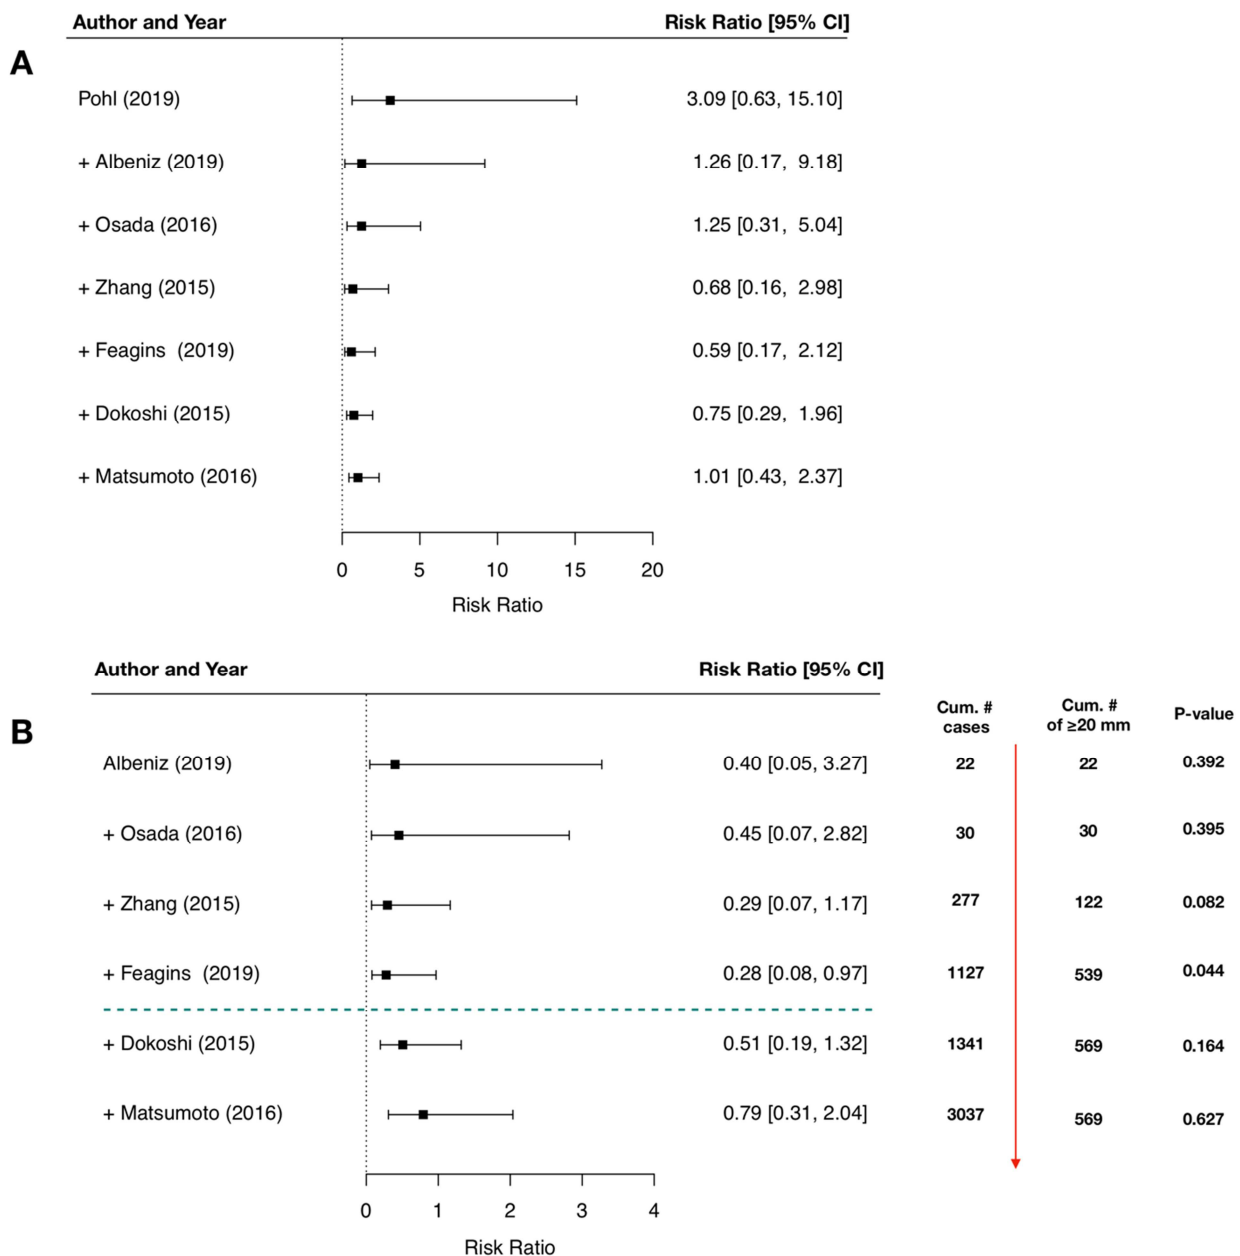 Author and Year Risk Ratio [95% CI]
A
Pohl (2019) 3.09 [0.63, 15.10]
+ Albeniz (2019) 1.26 [0.17, 9.18]
+ Osada (2016) 1.25 [0.31, 5.04]
+ Zhang (2015) 0.68 [0.16, 2.98]
+ Feagins (2019) 0.59 [0.17, 2.12]
+ Dokoshi (2015) 0.75 [0.29, 1.96]
+ Matsumoto (2016) 1.01 [0.43, 2.37]
0 5 10 15 20
Risk Ratio
Author and Year Risk Ratio [95% CI]
B
Cum. #
cases
Cum. #
of ≥20 mm
P-value
Albeniz (2019) 0.40 [0.05, 3.27] 22 22 0.392
+ Osada (2016) 0.45 [0.07, 2.82] 30 30 0.395
+ Zhang (2015) 0.29 [0.07, 1.17] 277 122 0.082
+ Feagins (2019) 0.28 [0.08, 0.97] 1127 539 0.044
+ Dokoshi (2015) 0.51 [0.19, 1.32] 1341 569 0.164
+ Matsumoto (2016) 0.79 [0.31, 2.04] 3037 569 0.627
0 1 2 3 4
Risk Ratio